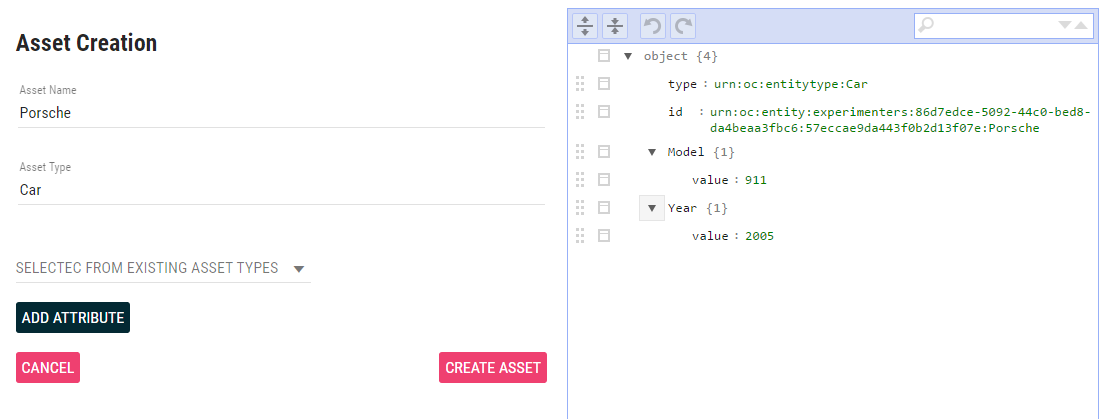 Asset Creation
Asset Name
Porsche
Asset Type
Car
SELECTEC FROM EXISTING ASSET TYPES
ADD ATTRIBUTE
CANCEL
CREATE ASSET
object {4}
type : urn:oc:entitytype:Car
id : urn:oc:entity:experimenters:86d7edce-5092-44c0-bed8-
da4beaa3fbc6:57eccae9da443f0b2d13f07e:Porsche
Model {1}
value : 911
Year {1}
value : 2005